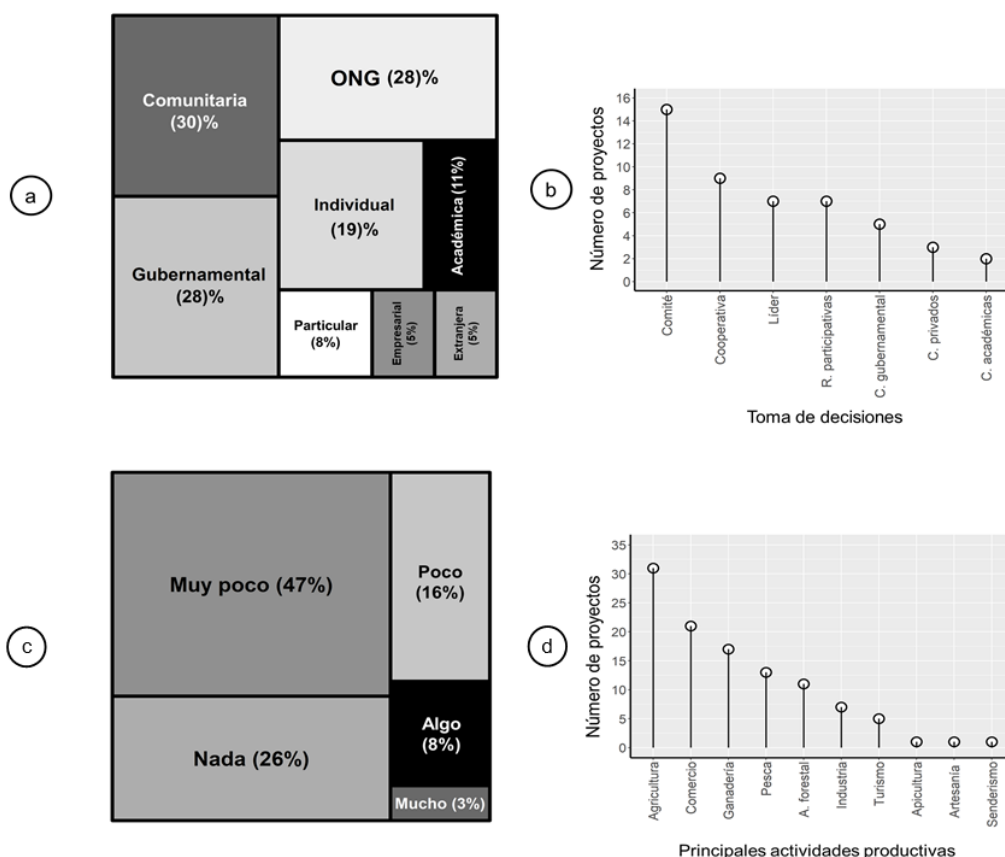 a
Comunitaria
(30)%
ONG (28)%
Gubernamental
(28)%
Individual
(19)%
Académica (11%)
Particular
(8%)
Empresarial
(5%)
Extranjera
(5%)
b
Número de proyectos
16
14
12
10
8
6
4
2
0
Comité
Cooperativa
Líder
R. participativas
C. gubernamental
C. privados
C. académicas
Toma de decisiones
c
Muy poco (47%)
Poco
(16%)
Nada (26%)
Algo
(8%)
Mucho (3%)
d
Número de proyectos
35
30
25
20
15
10
5
0
Agricultura
Comercio
Ganadería
Pesca
A. forestal
Industria
Turismo
Apicultura
Artesanía
Senderismo
Principales actividades productivas